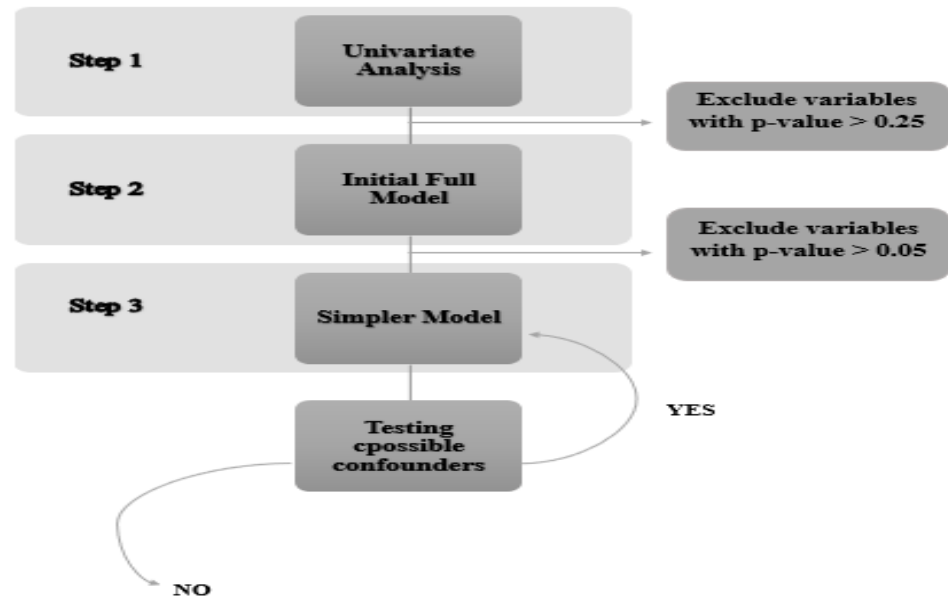 Step 1
Univariate
Analysis
Exclude variables
with p-value > 0.25
Step 2
Initial Full
Model
Exclude variables
with p-value > 0.05
Step 3
Simpler Model
YES
Testing
cpossible
confounders
NO